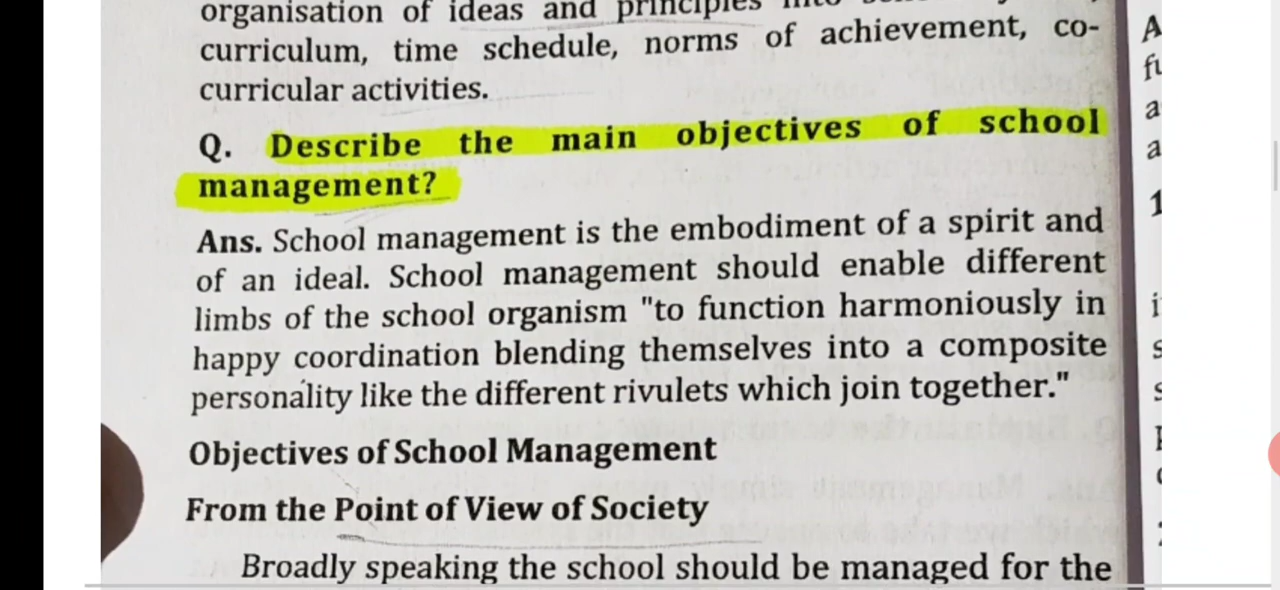 organisation of ideas and principles
curriculum, time schedule, norms of achievement, co-
curricular activities.
Q. Describe the main objectives of school
management?
Ans. School management is the embodiment of a spirit and
of an ideal. School management should enable different
limbs of the school organism "to function harmoniously in
happy coordination blending themselves into a composite
personality like the different rivulets which join together."
Objectives of School Management
From the Point of View of Society
Broadly speaking the school should be managed for the